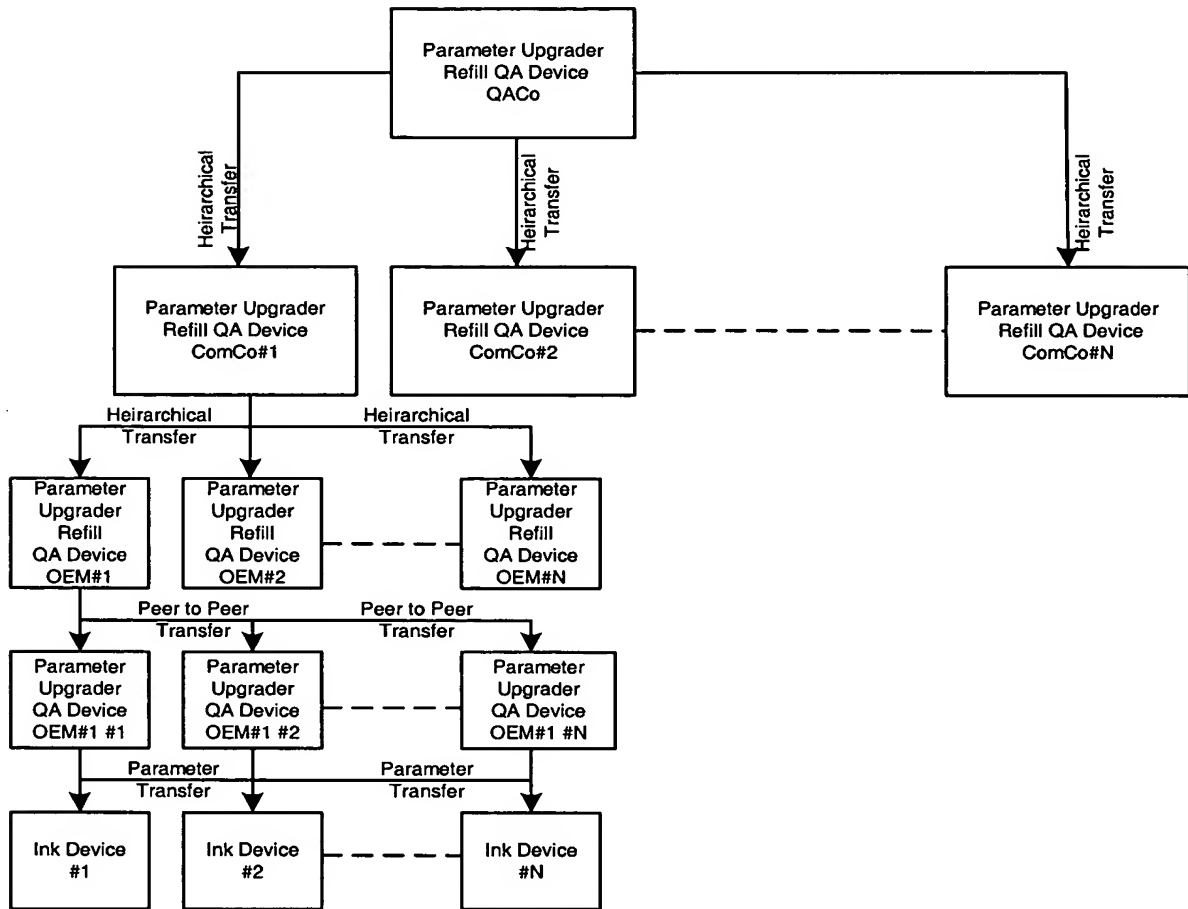 Parameter Upgrader
Refill QA Device
QACo
Heirarchical
Transfer
Heirarchical
Transfer
Heirarchical
Transfer
Parameter Upgrader
Refill QA Device
ComCo#1
Parameter Upgrader
Refill QA Device
ComCo#2
Parameter Upgrader
Refill QA Device
ComCo#N
Heirarchical
Transfer
Heirarchical
Transfer
Parameter
Upgrader
Refill
QA Device
OEM#1
Parameter
Upgrader
Refill
QA Device
OEM#2
Parameter
Upgrader
Refill
QA Device
OEM#N
Peer to Peer
Transfer
Peer to Peer
Transfer
Parameter
Upgrader
QA Device
OEM#1 #1
Parameter
Upgrader
QA Device
OEM#1 #2
Parameter
Upgrader
QA Device
OEM#1 #N
Parameter
Transfer
Parameter
Transfer
Ink Device
#1
Ink Device
#2
Ink Device
#N